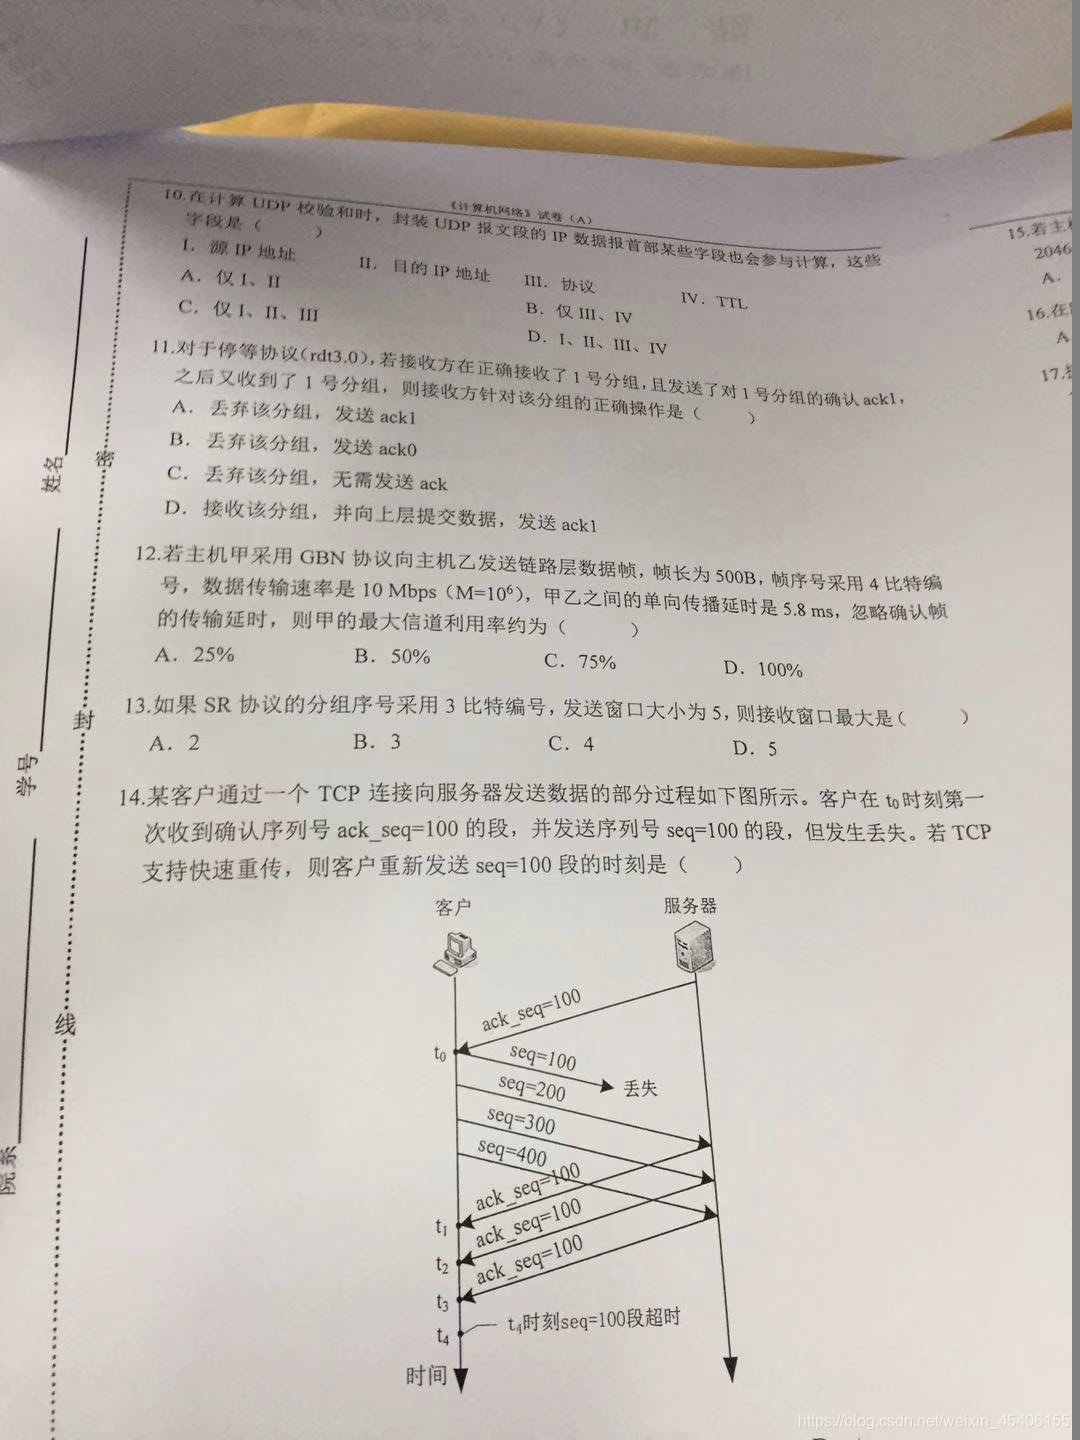 《计算机网络》试卷（A）
10.在计算 UDP 校验和时，封装 UDP 报文段的 IP 数据报首部某些字段也会参与计算，这些
字段是（　　）
I．源 IP 地址　II．目的 IP 地址　III．协议　IV．TTL
A．仅 I、II　B．仅 III、IV
C．仅 I、II、III　D．I、II、III、IV
11.对于停等协议（rdt3.0），若接收方在正确接收了 1 号分组，且发送了对 1 号分组的确认 ack1，
之后又收到了 1 号分组，则接收方针对该分组的正确操作是（　　）
A．丢弃该分组，发送 ack1
B．丢弃该分组，发送 ack0
C．丢弃该分组，无需发送 ack
D．接收该分组，并向上层提交数据，发送 ack1
12.若主机甲采用 GBN 协议向主机乙发送链路层数据帧，帧长为 500B，帧序号采用 4 比特编
号，数据传输速率是 10 Mbps（M=10⁶），甲乙之间的单向传播延时是 5.8 ms，忽略确认帧
的传输延时，则甲的最大信道利用率约为（　　）
A．25%　B．50%　C．75%　D．100%
13.如果 SR 协议的分组序号采用 3 比特编号，发送窗口大小为 5，则接收窗口最大是（　　）
A．2　B．3　C．4　D．5
14.某客户通过一个 TCP 连接向服务器发送数据的部分过程如下图所示。客户在 t₀时刻第一
次收到确认序列号 ack_seq=100 的段，并发送序列号 seq=100 的段，但发生丢失。若 TCP
支持快速重传，则客户重新发送 seq=100 段的时刻是（　　）
客户　服务器
ack_seq=100
t₀
seq=100
丢失
seq=200
seq=300
seq=400
ack_seq=100
t₁
ack_seq=100
t₂
ack_seq=100
t₃
t₄
t₄时刻seq=100段超时
时间
15.若主机
2046
A.
16.在
A
17.
姓名
学号
院系
密
封
线
https://blog.csdn.net/weixin_45406155